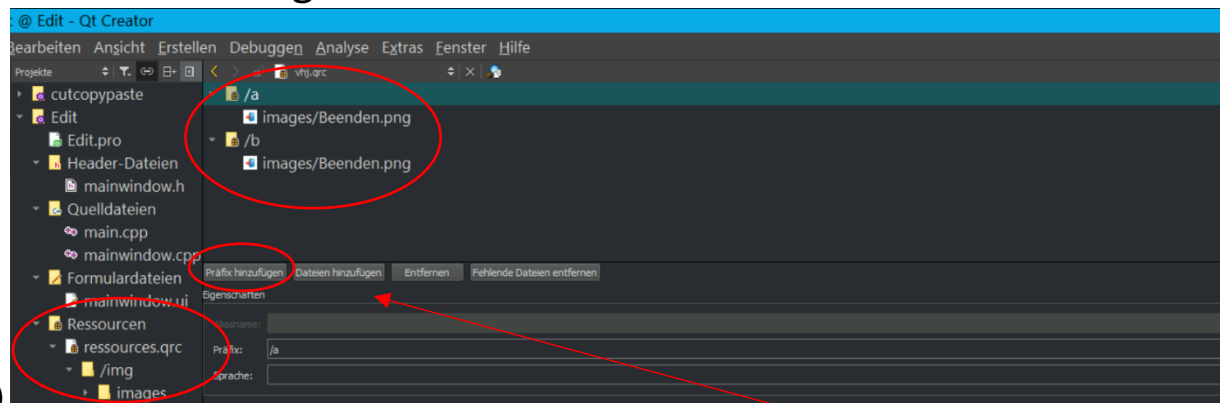 @ Edit - Qt Creator
Bearbeiten Ansicht Erstellen Debuggen Analyse Extras Fenster Hilfe
Projekte
vhj.qrc
cutcopypaste
/a
Edit
images/Beenden.png
Edit.pro
/b
Header-Dateien
images/Beenden.png
mainwindow.h
Quelldateien
main.cpp
mainwindow.cpp
Präfix hinzufügen Dateien hinzufügen Entfernen Fehlende Dateien entfernen
Formulardateien
Eigenschaften
mainwindow.ui
Ressourcen
Aliasname:
ressources.qrc
Präfix: /a
/img
Sprache:
images